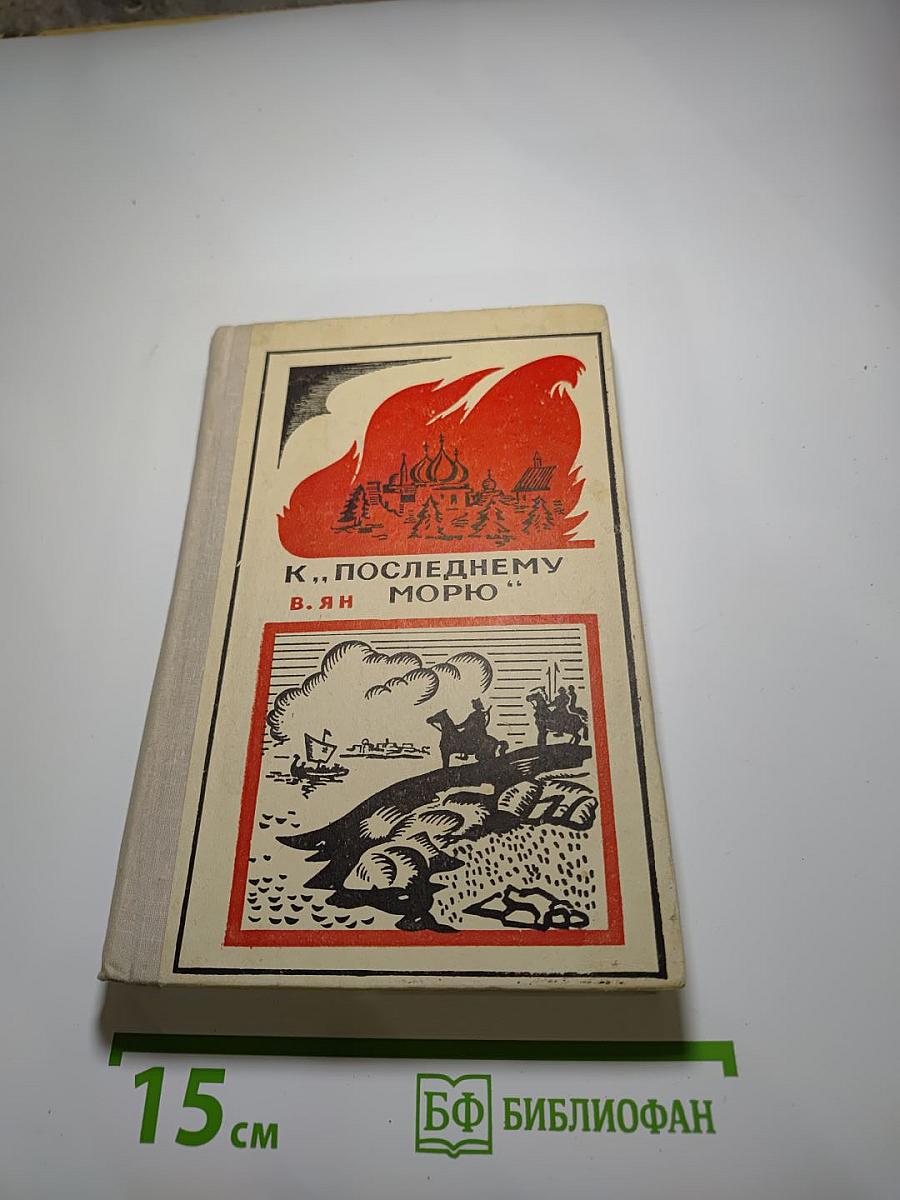 К „ПОСЛЕДНЕМУ
МОРЮ“
В. ЯН
15 см
БФ БИБЛИОФАН